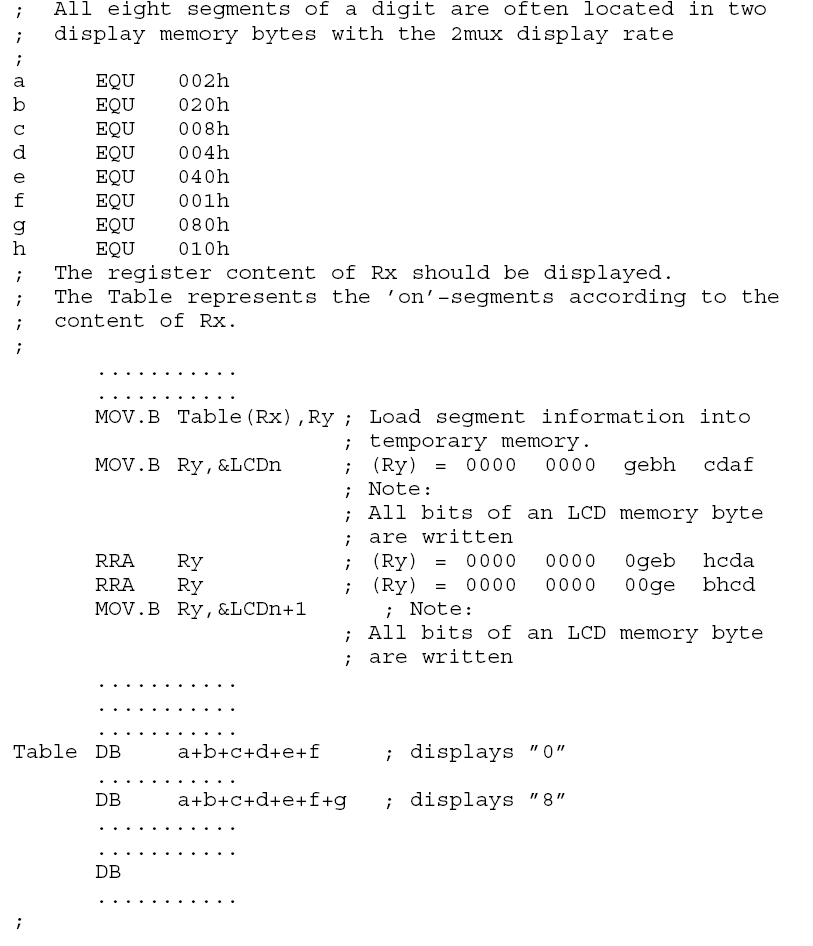 ;  All eight segments of a digit are often located in two
;  display memory bytes with the 2mux display rate
;
a     EQU   002h
b     EQU   020h
c     EQU   008h
d     EQU   004h
e     EQU   040h
f     EQU   001h
g     EQU   080h
h     EQU   010h
;  The register content of Rx should be displayed.
;  The Table represents the 'on'-segments according to the
;  content of Rx.
;
      ...........
      ...........
      MOV.B Table(Rx),Ry ; Load segment information into
                         ; temporary memory.
      MOV.B Ry,&LCDn     ; (Ry) = 0000  0000  gebh  cdaf
                         ; Note:
                         ; All bits of an LCD memory byte
                         ; are written
      RRA   Ry           ; (Ry) = 0000  0000  0geb  hcda
      RRA   Ry           ; (Ry) = 0000  0000  00ge  bhcd
      MOV.B Ry,&LCDn+1      ; Note:
                         ; All bits of an LCD memory byte
                         ; are written
      ...........
      ...........
      ...........
Table DB    a+b+c+d+e+f     ; displays "0"
      ...........
      DB    a+b+c+d+e+f+g   ; displays "8"
      ...........
      ...........
      DB
      ...........
;